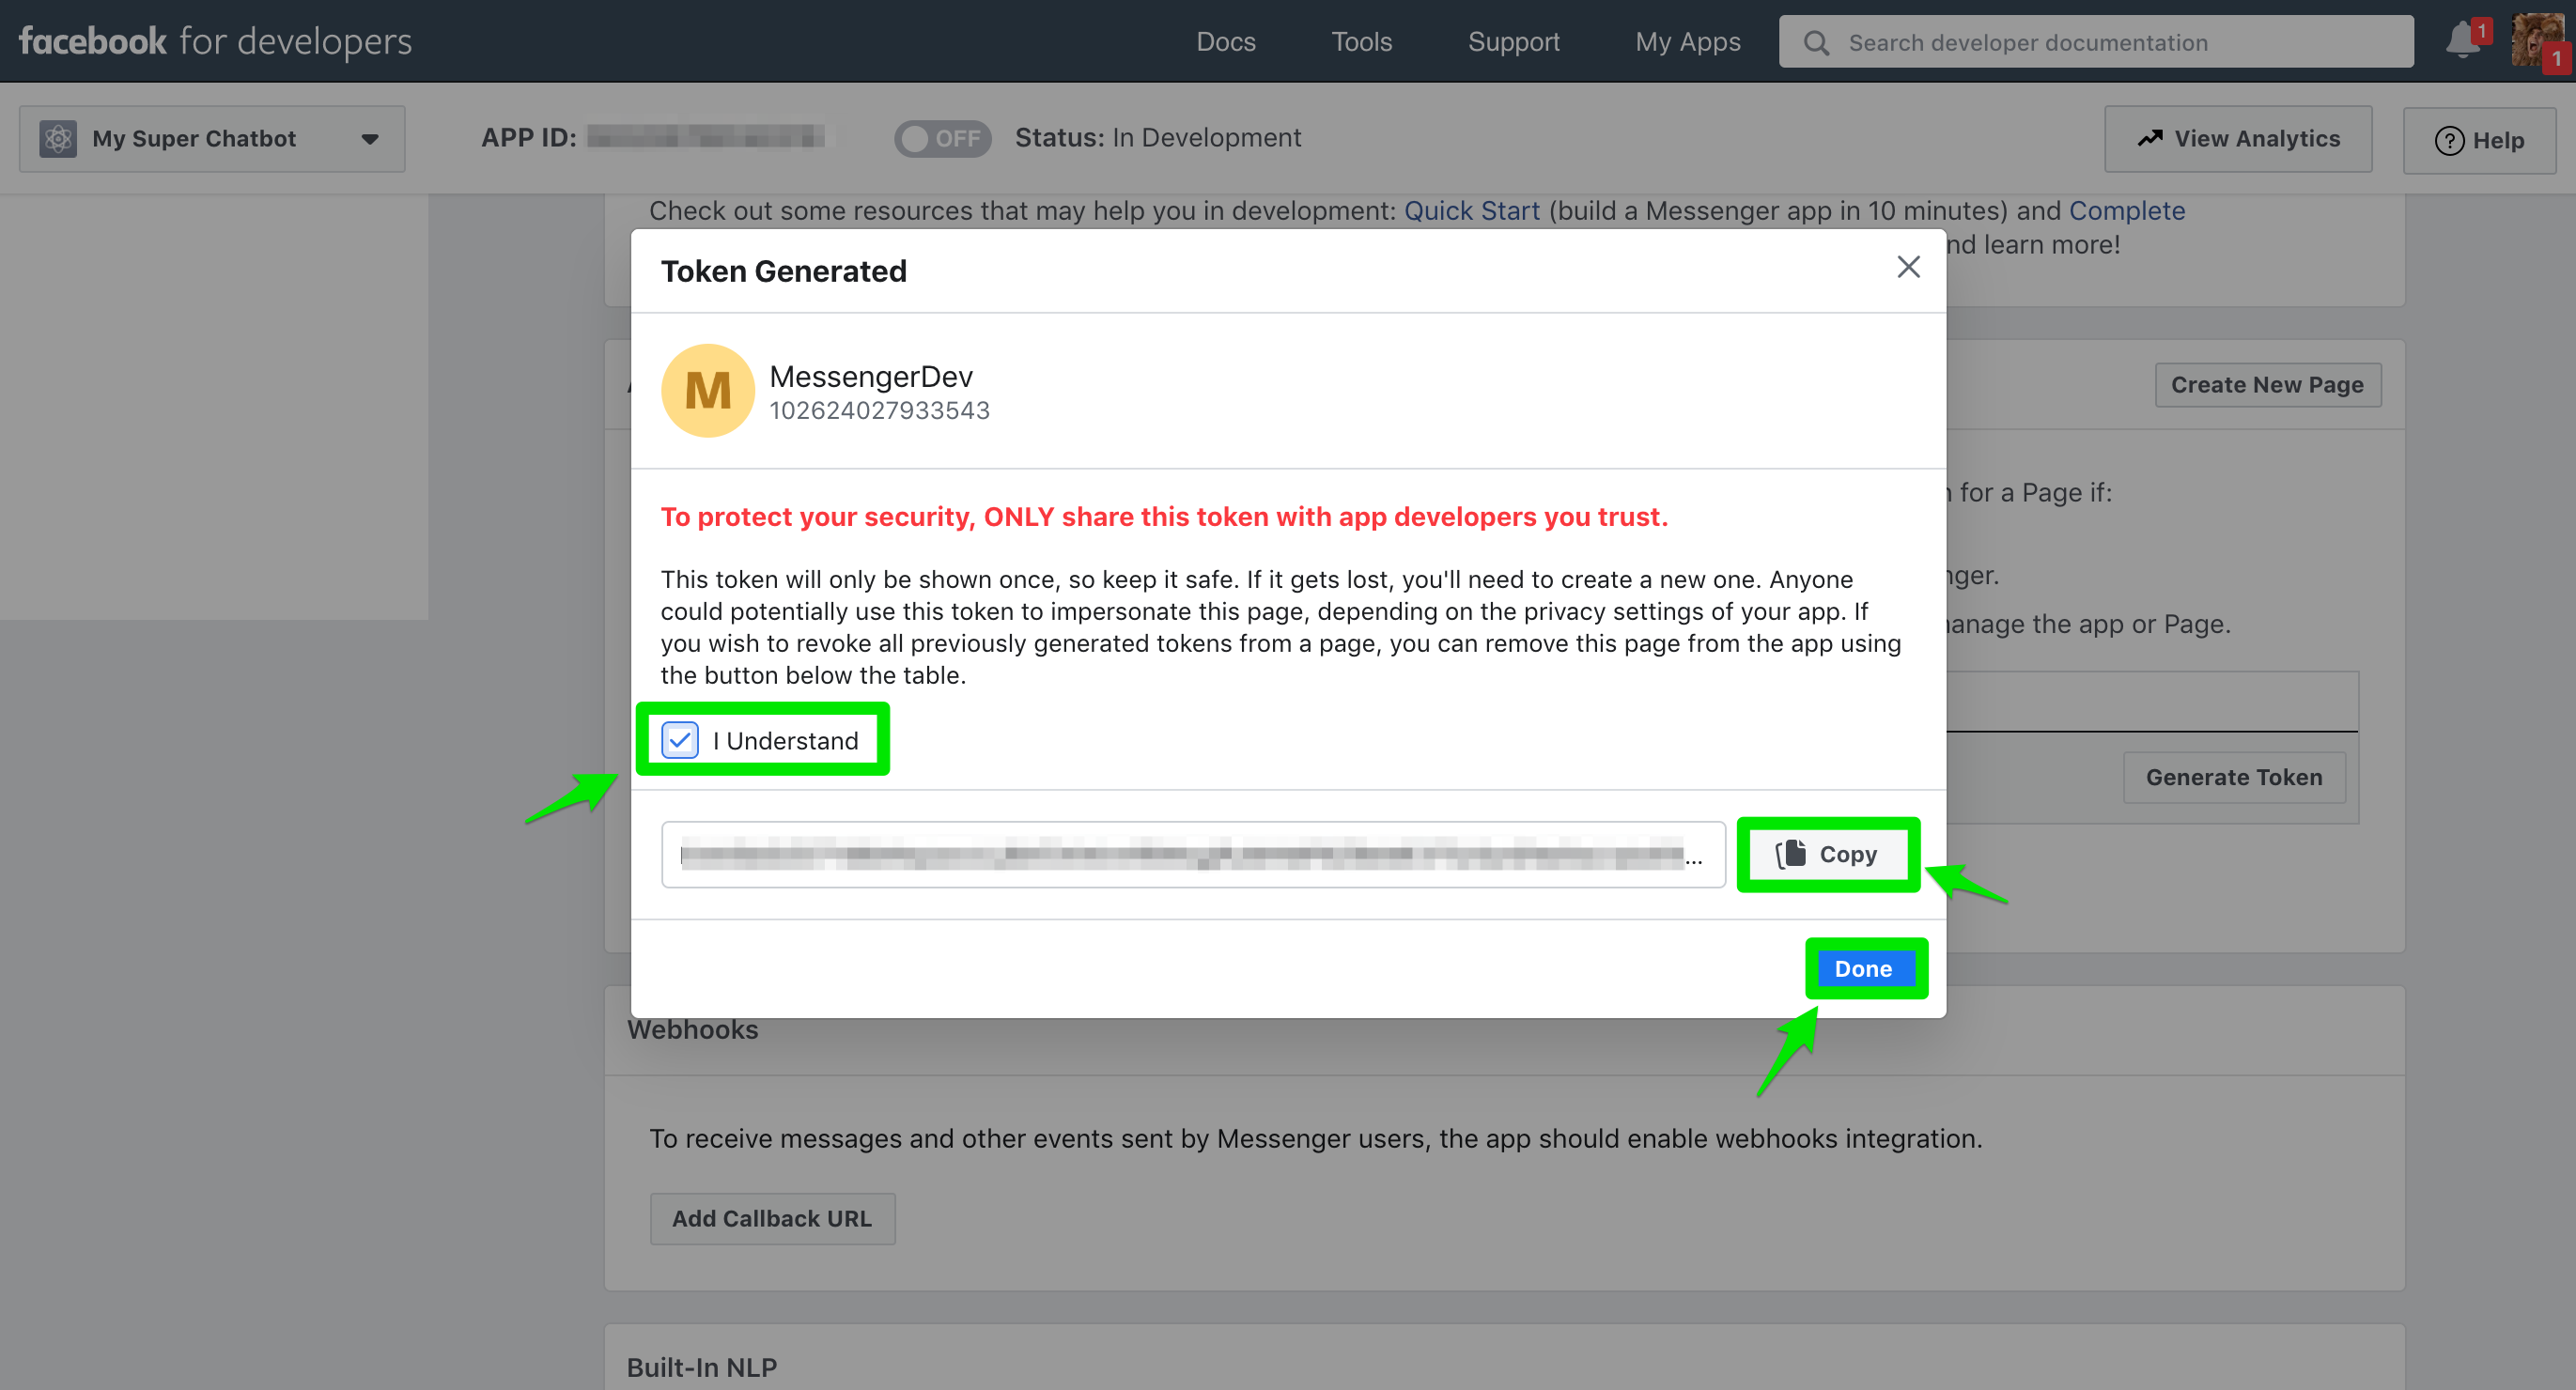 facebook for developers Docs Tools Support My Apps Search developer documentation 1 1
My Super Chatbot APP ID: OFF Status: In Development View Analytics Help
Check out some resources that may help you in development: Quick Start (build a Messenger app in 10 minutes) and Complete
nd learn more!
Token Generated
M MessengerDev
102624027933543
Create New Page
for a Page if:
To protect your security, ONLY share this token with app developers you trust.
This token will only be shown once, so keep it safe. If it gets lost, you'll need to create a new one. Anyone
could potentially use this token to impersonate this page, depending on the privacy settings of your app. If
you wish to revoke all previously generated tokens from a page, you can remove this page from the app using
the button below the table.
nger.
anage the app or Page.
I Understand
Generate Token
... Copy
Done
Webhooks
To receive messages and other events sent by Messenger users, the app should enable webhooks integration.
Add Callback URL
Built-In NLP